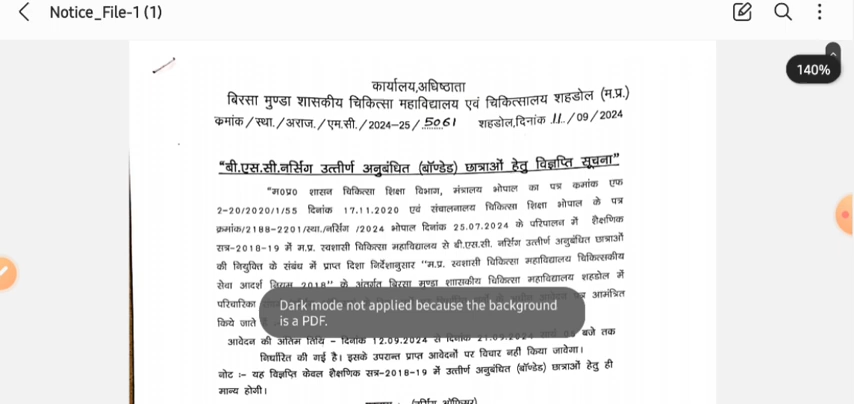 Notice_File-1 (1)
140%
कार्यालय,अधिष्ठाता
बिरसा मुण्डा शासकीय चिकित्सा महाविद्यालय एवं चिकित्सालय शहडोल (म.प्र.)
कमांक/स्था./अराज./एम.सी./2024-25/5061 शहडोल,दिनांक 11./09/2024
“बी.एस.सी.नर्सिग उत्तीर्ण अनुबंधित (बॉण्डेड) छात्राओं हेतु विज्ञप्ति सूचना”
"म0प्र0 शासन चिकित्सा शिक्षा विभाग, मंत्रालय भोपाल का पत्र कमांक एफ
2-20/2020/1/55 दिनांक 17.11.2020 एवं संचालनालय चिकित्सा शिक्षा भोपाल के पत्र
क्रमांक/2188-2201/स्था./नर्सिग /2024 भोपाल दिनांक 25.07.2024 के परिपालन में शैक्षणिक
सत्र-2018-19 में म.प्र. स्वशासी चिकित्सा महाविद्यालय से बी.एस.सी. नर्सिग उत्तीर्ण अनुबंधित छात्राओं
की नियुक्ति के संबंध में प्राप्त दिशा निर्देशानुसार “म.प्र. स्वशासी चिकित्सा महाविद्यालय चिकित्सकीय
सेवा आदर्श नियम 2018” के अंतर्गत बिरसा मुण्डा शासकीय चिकित्सा महाविद्यालय शहडोल में
परिचारिका पत्र आमंत्रित
किये जाते
Dark mode not applied because the background
is a PDF.
आवेदन की अंतिम तिथि - दिनांक 12.09.2024 से दिनांक 21.09.2024 बजे तक
निर्धारित की गई है। इसके उपरान्त प्राप्त आवेदनों पर विचार नहीं किया जावेगा।
नोट :- यह विज्ञप्ति केवल शैक्षणिक सत्र-2018-19 में उत्तीर्ण अनुबंधित (बॉण्डेड) छात्राओं हेतु ही
मान्य होगी।